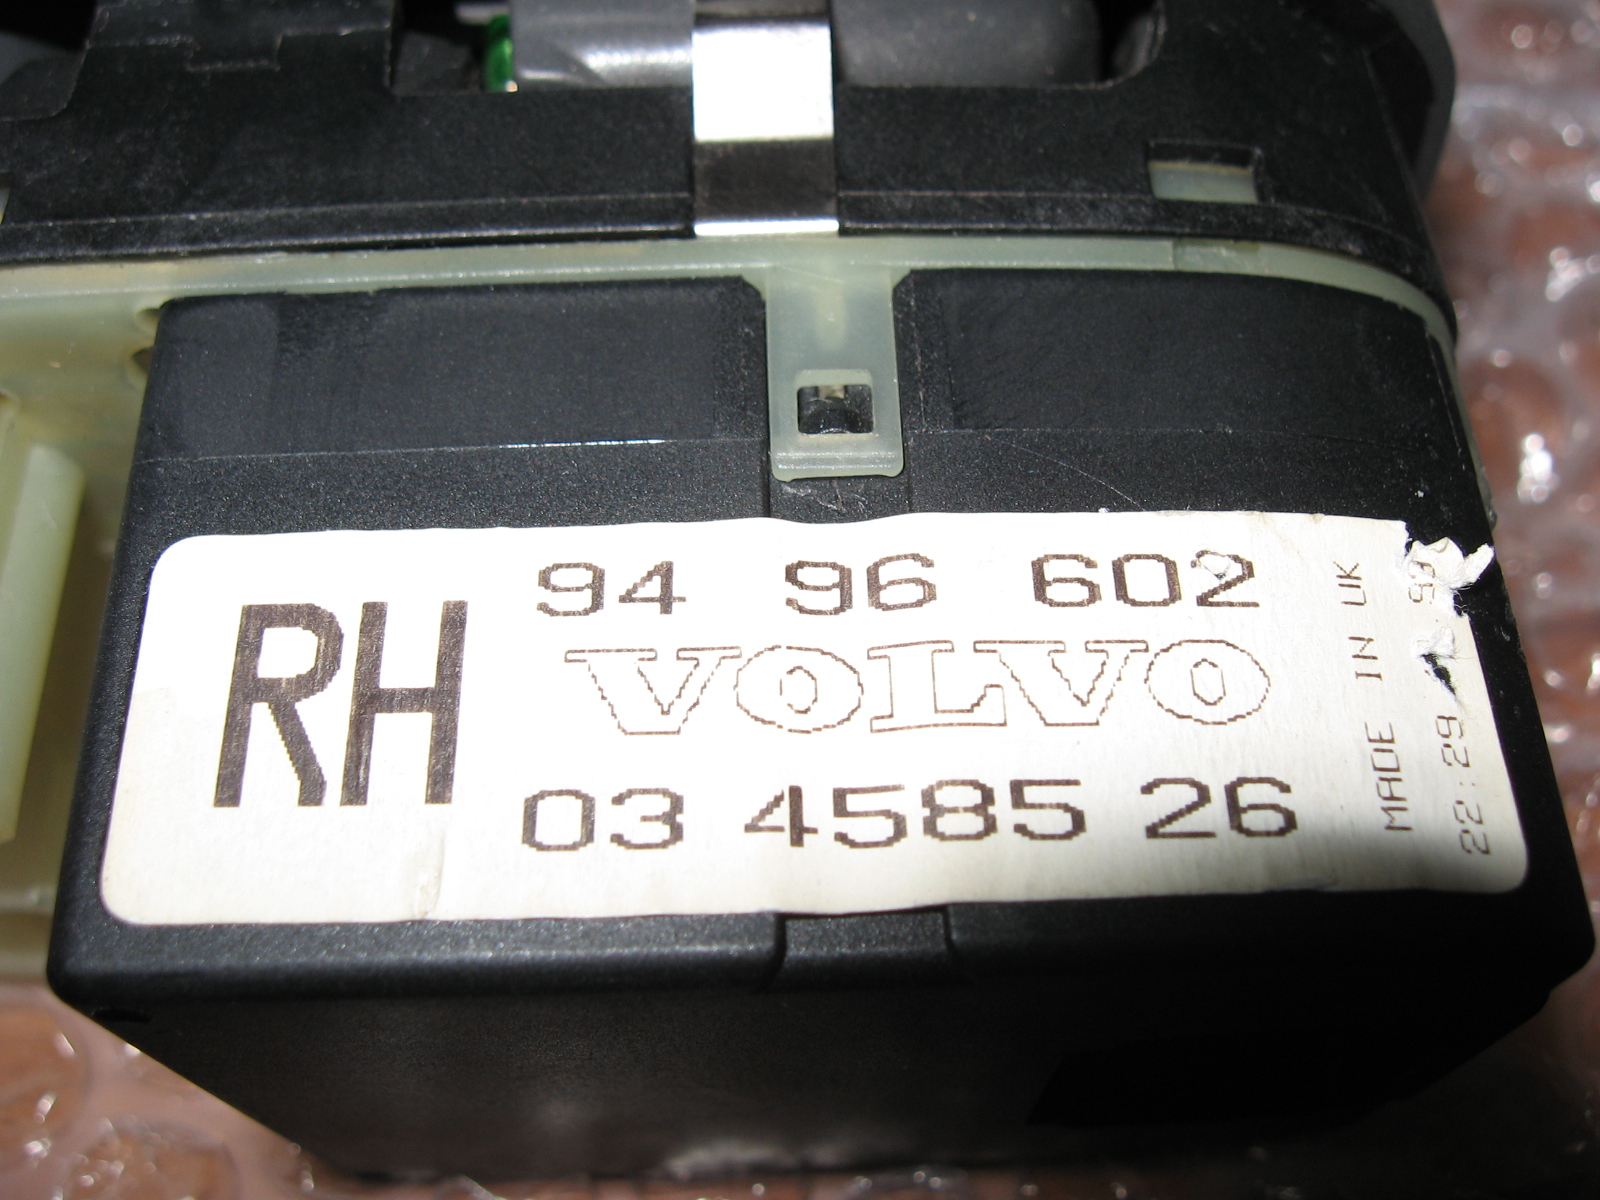 RH
94 96 602
VOLVO
03 4585 26
MADE IN UK
22:29